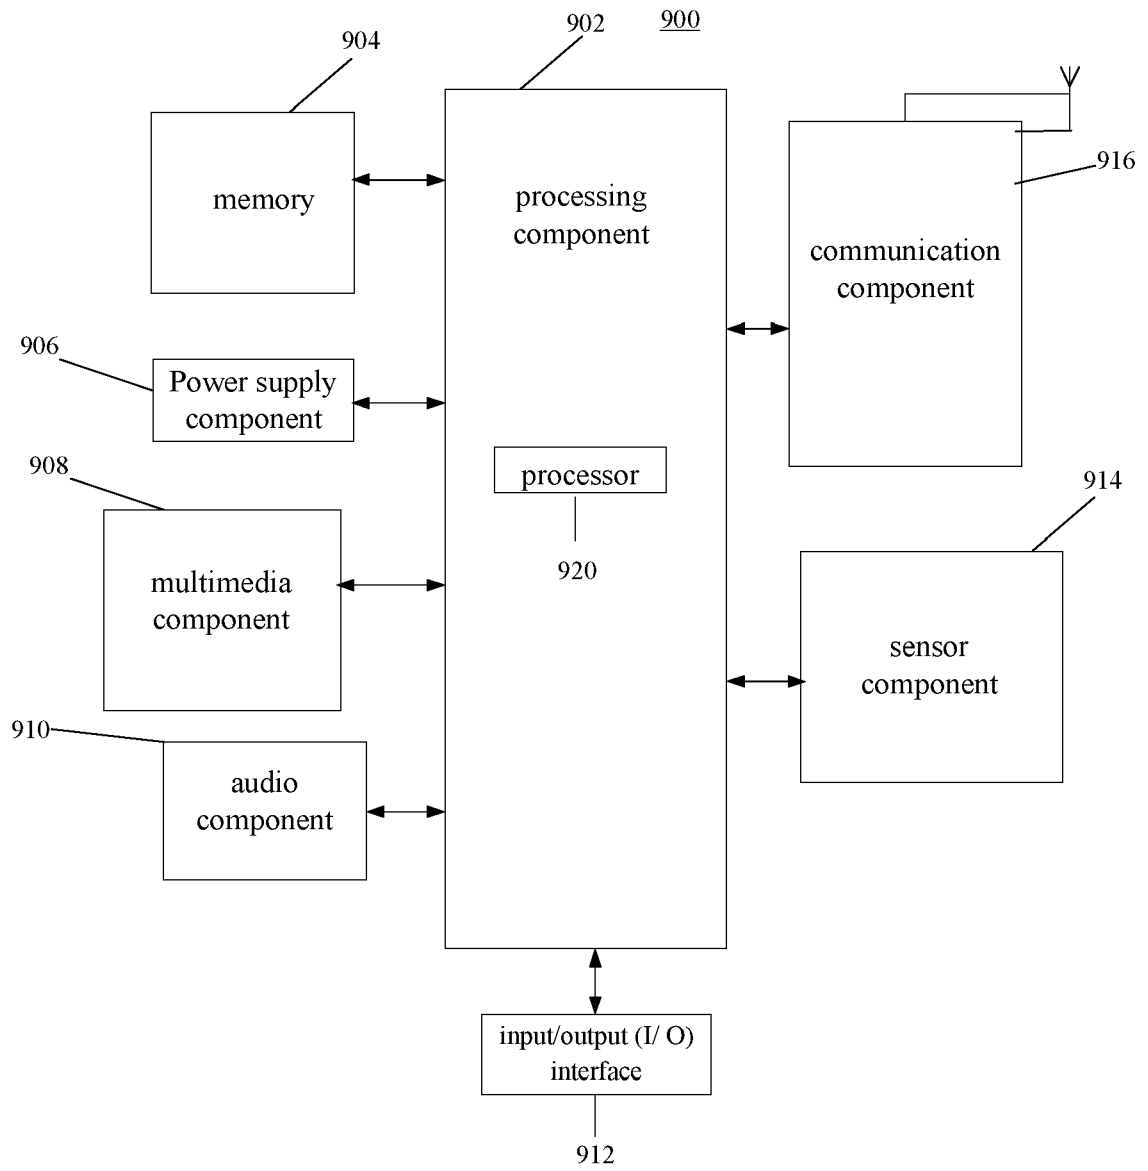 900
902
904
memory
processing
component
916
communication
component
906
Power supply
component
processor
920
908
multimedia
component
914
sensor
component
910
audio
component
input/output (I/ O)
interface
912